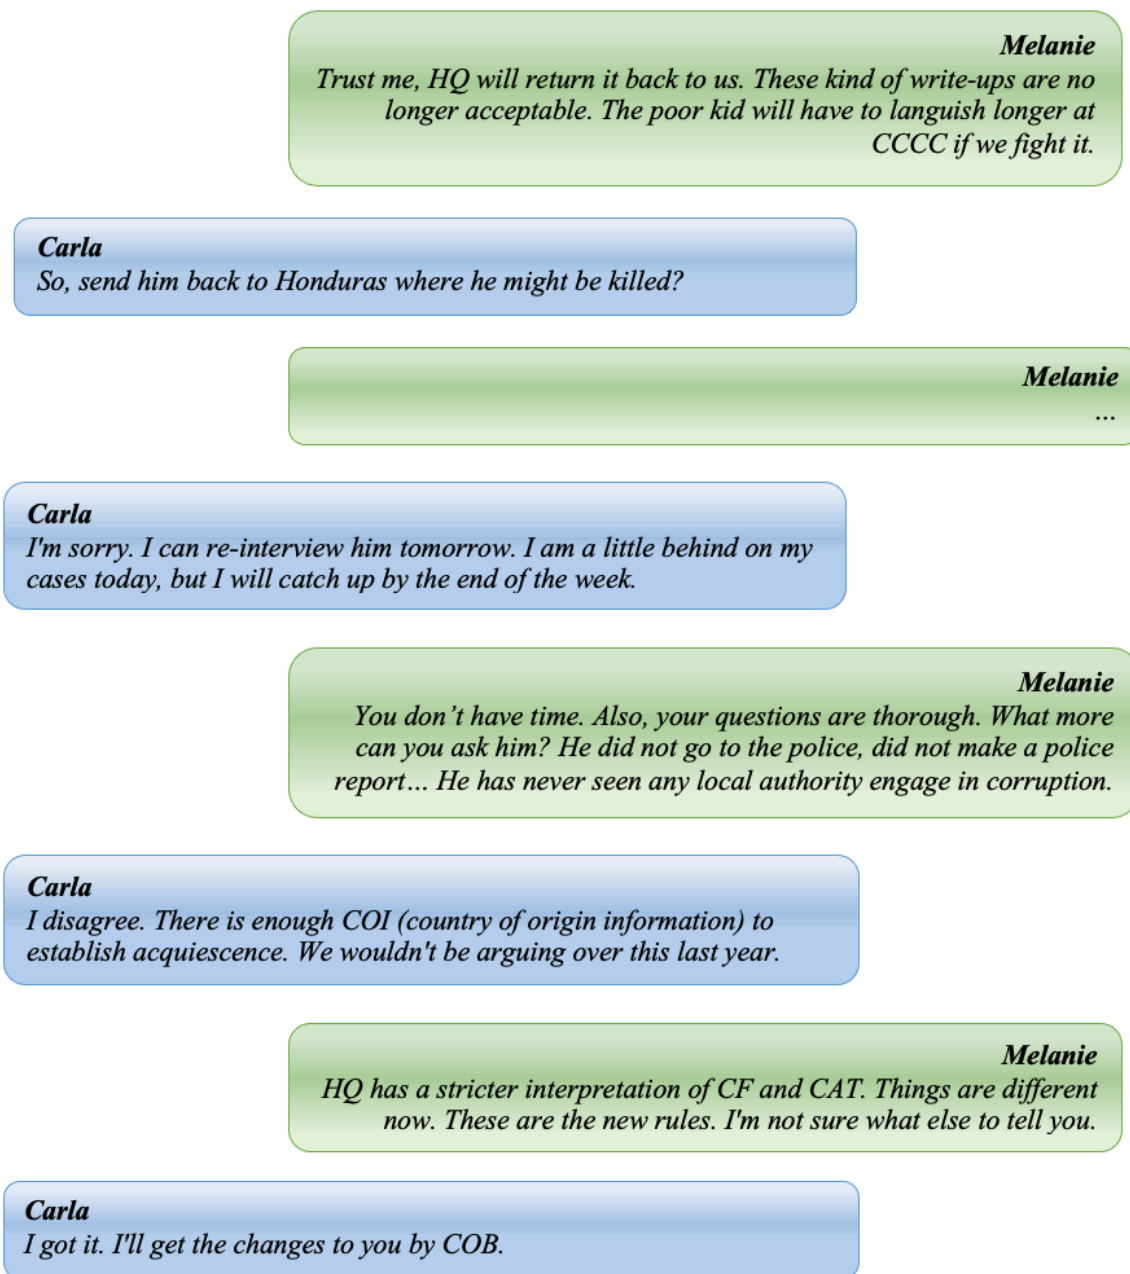 Melanie
Trust me, HQ will return it back to us. These kind of write-ups are no
longer acceptable. The poor kid will have to languish longer at
CCCC if we fight it.
Carla
So, send him back to Honduras where he might be killed?
Melanie
...
Carla
I'm sorry. I can re-interview him tomorrow. I am a little behind on my
cases today, but I will catch up by the end of the week.
Melanie
You don’t have time. Also, your questions are thorough. What more
can you ask him? He did not go to the police, did not make a police
report… He has never seen any local authority engage in corruption.
Carla
I disagree. There is enough COI (country of origin information) to
establish acquiescence. We wouldn't be arguing over this last year.
Melanie
HQ has a stricter interpretation of CF and CAT. Things are different
now. These are the new rules. I'm not sure what else to tell you.
Carla
I got it. I'll get the changes to you by COB.